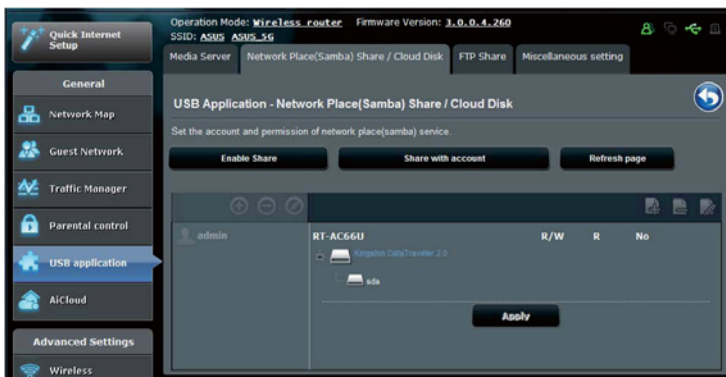 Quick Internet
Setup
General
Network Map
Guest Network
Traffic Manager
Parental control
USB application
AiCloud
Advanced Settings
Wireless
Operation Mode: Wireless router Firmware Version: 3.0.0.4.260
SSID: ASUS ASUS_5G
Media Server Network Place(Samba) Share / Cloud Disk FTP Share Miscellaneous setting
USB Application - Network Place(Samba) Share / Cloud Disk
Set the account and permission of network place(samba) service.
Enable Share Share with account Refresh page
admin
RT-AC66U R/W R No
Kingston DataTraveler 2.0
sda
Apply